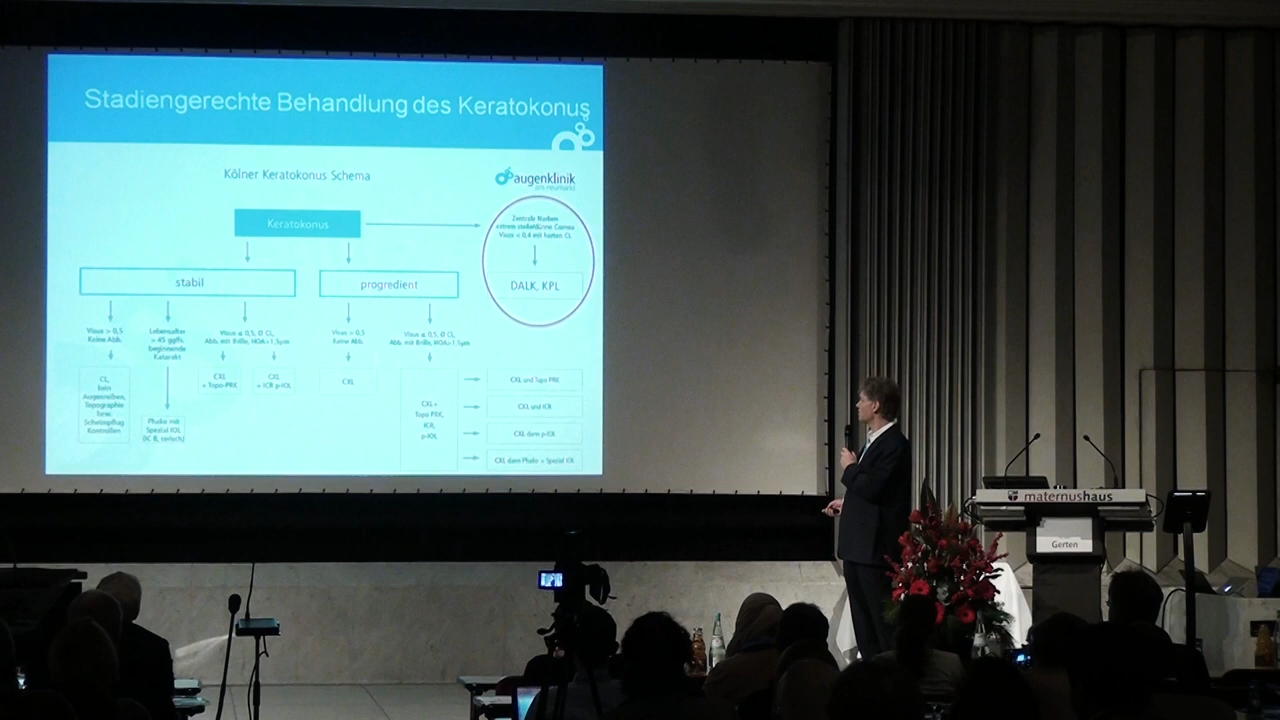 Stadiengerechte Behandlung des Keratokonus
Kölner Keratokonus Schema
augenklinik
am neumarkt
Keratokonus
Zentrale Narben
extrem steile/dünne Cornea
Visus < 0,4 mit harten CL
DALK, KPL
stabil
progredient
Visus > 0,5
Keine Abb.
Lebensalter
> 45 ggfls.
beginnende
Katarakt
Visus ≤ 0,5, Ø CL,
Abb. mit Brille, HOA>1,5µm
Visus > 0,5
Keine Abb.
Visus ≤ 0,5, Ø CL,
Abb. mit Brille, HOA>1,5µm
CL,
kein
Augenreiben,
Topographie
bzw.
Scheimpflug
Kontrollen
Phako mit
Spezial IOL
CXL
+ Topo-PRK
CXL
+ ICR p-IOL
CXL
CXL+
Topo PRK,
ICR,
p-IOL
CXL und Topo PRK
CXL und ICR
CXL dann p-IOL
CXL dann Phako + Spezial IOL
maternushaus
Gerten